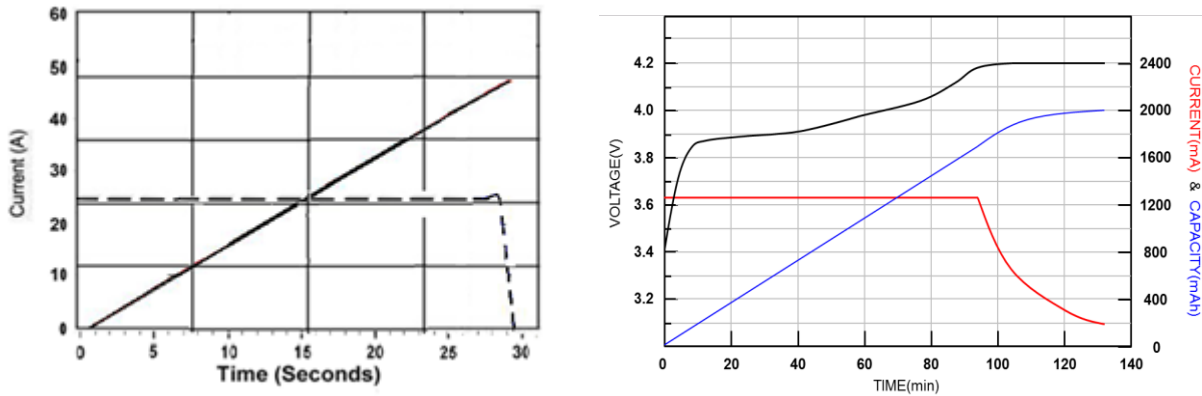 60
50
40
30
20
10
0
Current (A)
0 5 10 15 20 25 30
Time (Seconds)
4.2
4.0
3.8
3.6
3.4
3.2
VOLTAGE(V)
0 20 40 60 80 100 120 140
TIME(min)
2400
2000
1600
1200
800
400
0
CURRENT(mA) & CAPACITY(mAh)